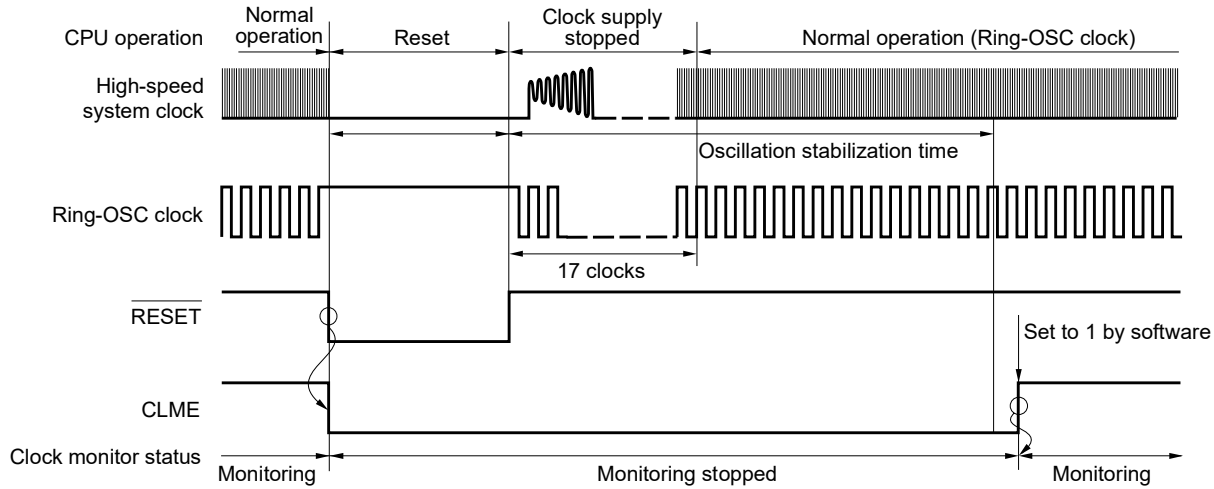 Normal
operation
Clock supply
stopped
CPU operation
Reset
Normal operation (Ring-OSC clock)
High-speed
system clock
Oscillation stabilization time
Ring-OSC clock
17 clocks
RESET
Set to 1 by software
CLME
Clock monitor status
Monitoring
Monitoring stopped
Monitoring